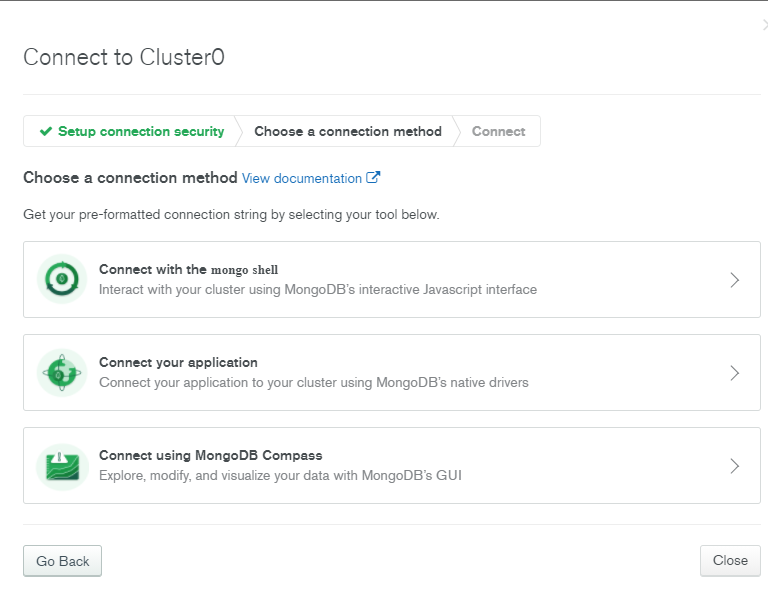 Connect to Cluster0
Setup connection security Choose a connection method Connect
Choose a connection method View documentation
Get your pre-formatted connection string by selecting your tool below.
Connect with the mongo shell
Interact with your cluster using MongoDB's interactive Javascript interface
Connect your application
Connect your application to your cluster using MongoDB's native drivers
Connect using MongoDB Compass
Explore, modify, and visualize your data with MongoDB's GUI
Go Back Close